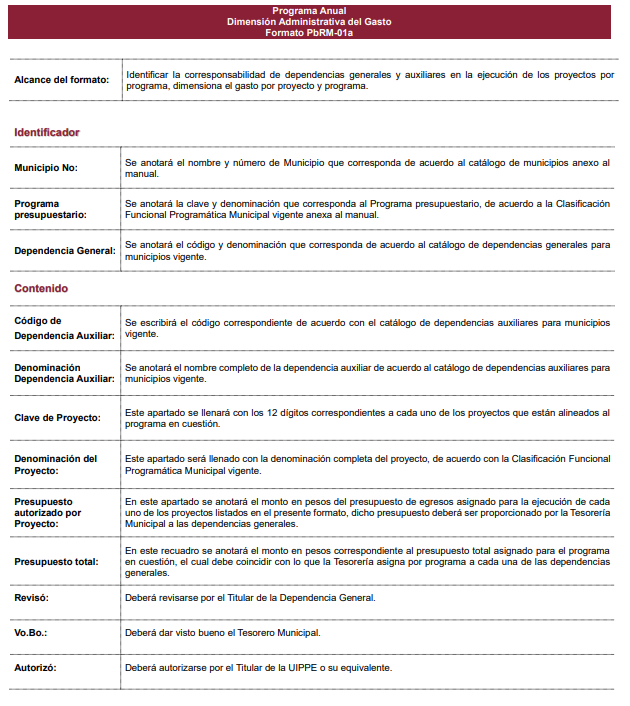 Programa Anual
Dimensión Administrativa del Gasto
Formato PbRM-01a
Alcance del formato:
Identificar la corresponsabilidad de dependencias generales y auxiliares en la ejecución de los proyectos por
programa, dimensiona el gasto por proyecto y programa.
Identificador
Municipio No:
Se anotará el nombre y número de Municipio que corresponda de acuerdo al catálogo de municipios anexo al
manual.
Programa
presupuestario:
Se anotará la clave y denominación que corresponda al Programa presupuestario, de acuerdo a la Clasificación
Funcional Programática Municipal vigente anexa al manual.
Dependencia General:
Se anotará el código y denominación que corresponda de acuerdo al catálogo de dependencias generales para
municipios vigente.
Contenido
Código de
Dependencia Auxiliar:
Se escribirá el código correspondiente de acuerdo con el catálogo de dependencias auxiliares para municipios
vigente.
Denominación
Dependencia Auxiliar:
Se anotará el nombre completo de la dependencia auxiliar de acuerdo al catálogo de dependencias auxiliares para
municipios vigente.
Clave de Proyecto:
Este apartado se llenará con los 12 dígitos correspondientes a cada uno de los proyectos que están alineados al
programa en cuestión.
Denominación del
Proyecto:
Este apartado será llenado con la denominación completa del proyecto, de acuerdo con la Clasificación Funcional
Programática Municipal vigente.
Presupuesto
autorizado por
Proyecto:
En este apartado se anotará el monto en pesos del presupuesto de egresos asignado para la ejecución de cada
uno de los proyectos listados en el presente formato, dicho presupuesto deberá ser proporcionado por la Tesorería
Municipal a las dependencias generales.
Presupuesto total:
En este recuadro se anotará el monto en pesos correspondiente al presupuesto total asignado para el programa
en cuestión, el cual debe coincidir con lo que la Tesorería asigna por programa a cada una de las dependencias
generales.
Revisó:
Deberá revisarse por el Titular de la Dependencia General.
Vo.Bo.:
Deberá dar visto bueno el Tesorero Municipal.
Autorizó:
Deberá autorizarse por el Titular de la UIPPE o su equivalente.